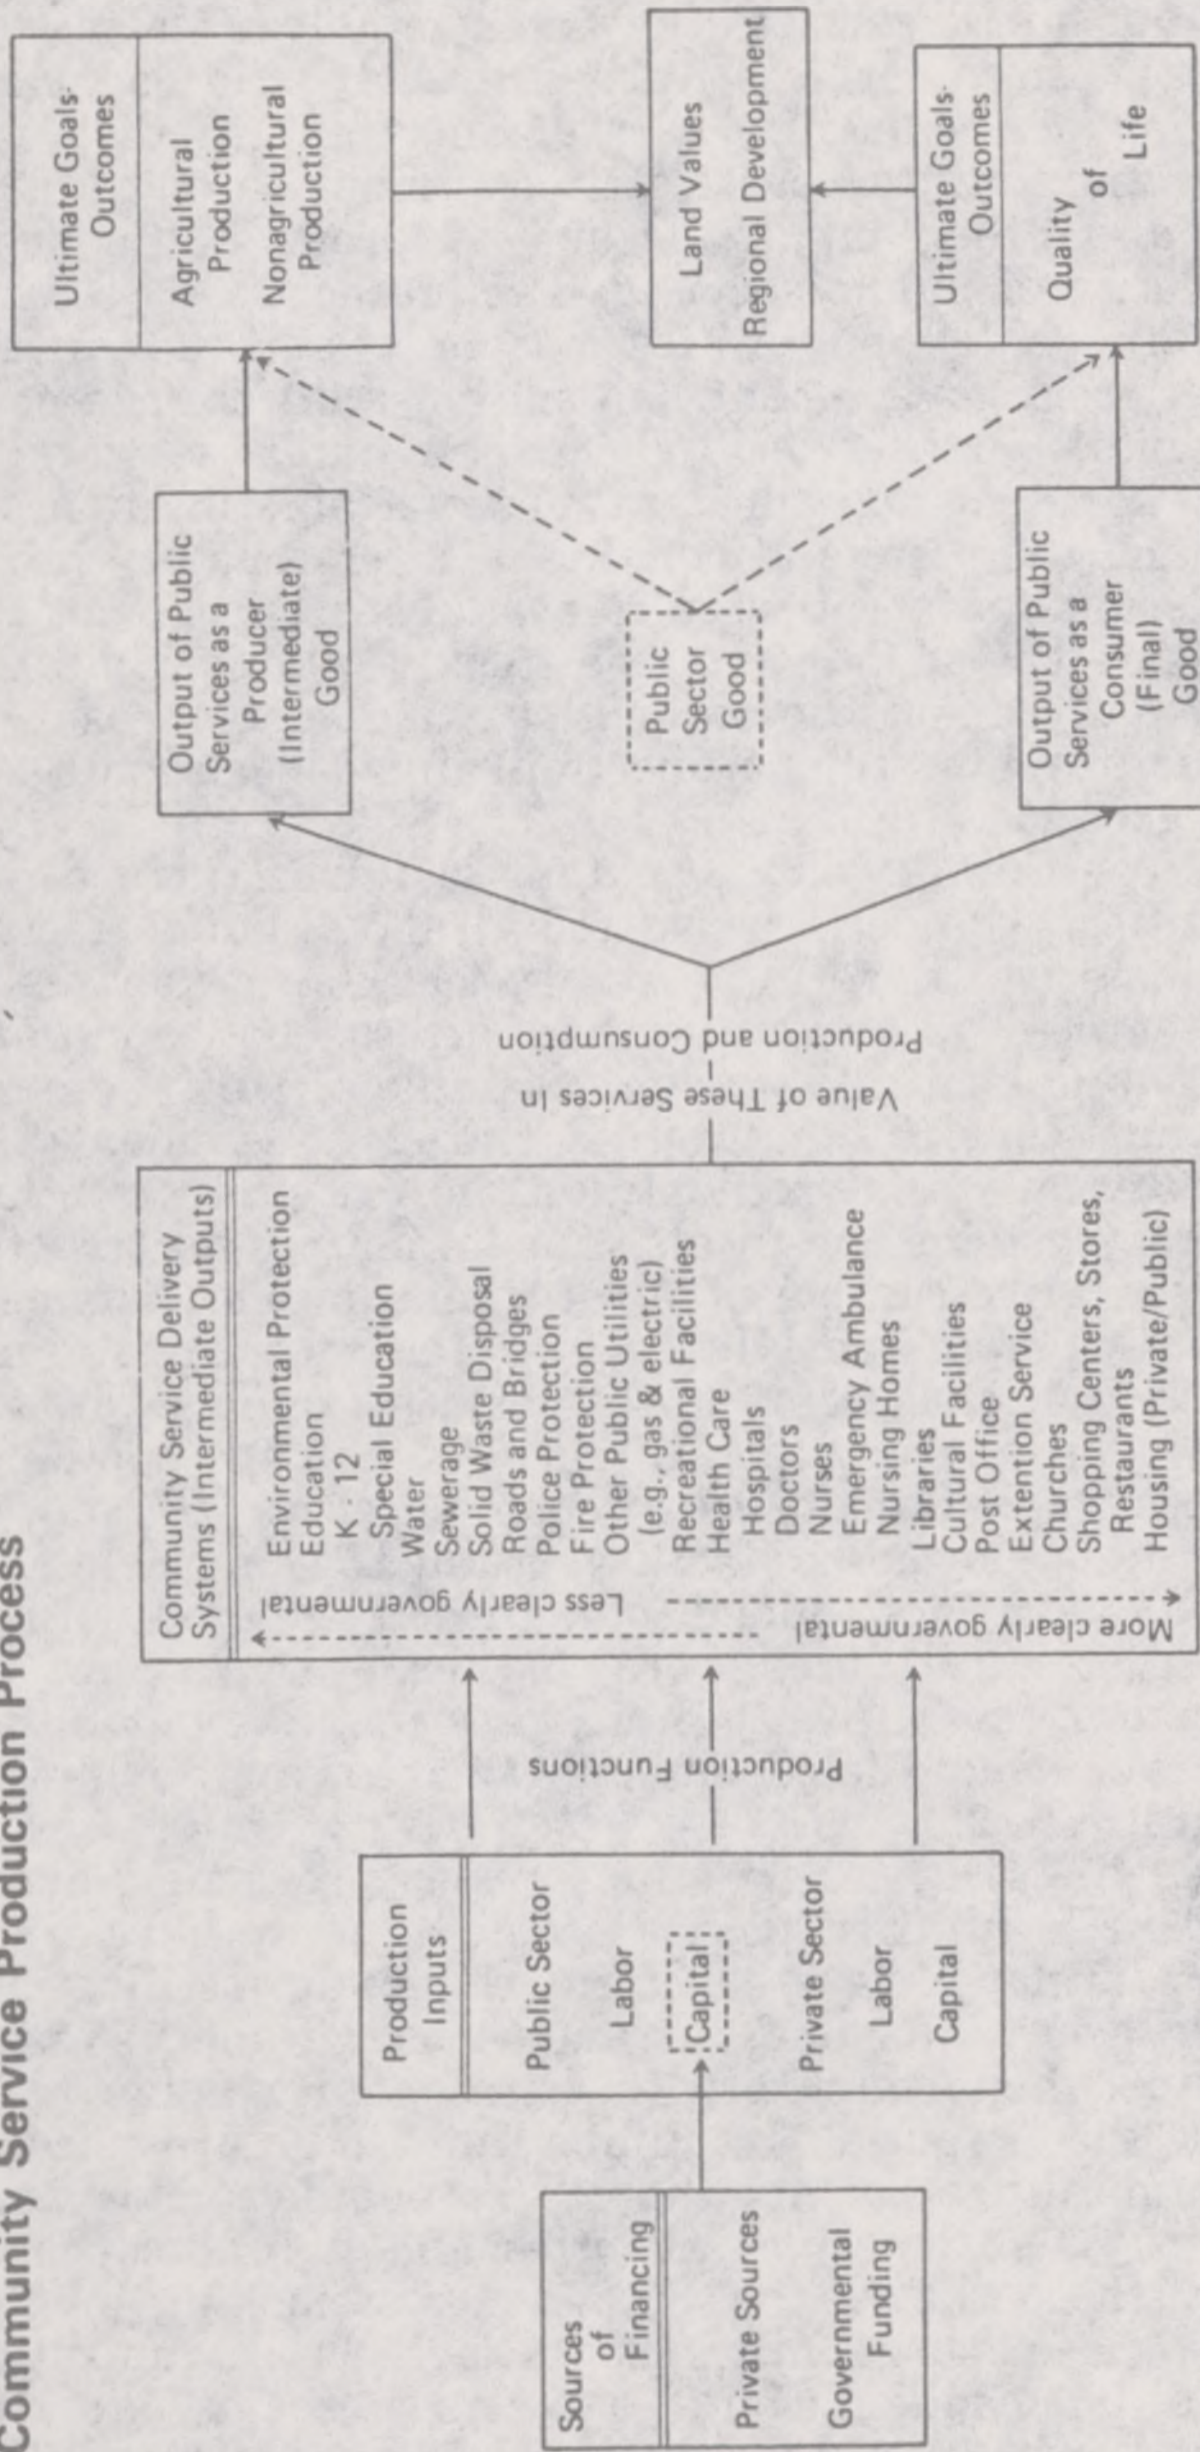 Community Service Production Process
Sources
of
Financing
Private Sources
Governmental
Funding
Production
Inputs
Public Sector
Labor
Capital
Private Sector
Labor
Capital
Production Functions
Community Service Delivery
Systems (Intermediate Outputs)
More clearly governmental
Less clearly governmental
Environmental Protection
Education
K - 12
Special Education
Water
Sewerage
Solid Waste Disposal
Roads and Bridges
Police Protection
Fire Protection
Other Public Utilities
(e.g., gas & electric)
Recreational Facilities
Health Care
Hospitals
Doctors
Nurses
Emergency Ambulance
Nursing Homes
Libraries
Cultural Facilities
Post Office
Extention Service
Churches
Shopping Centers, Stores,
Restaurants
Housing (Private/Public)
Value of These Services In
Production and Consumption
Output of Public
Services as a
Producer
(Intermediate)
Good
Public
Sector
Good
Output of Public
Services as a
Consumer
(Final)
Good
Ultimate Goals-
Outcomes
Agricultural
Production
Nonagricultural
Production
Land Values
Regional Development
Ultimate Goals-
Outcomes
Quality
of
Life